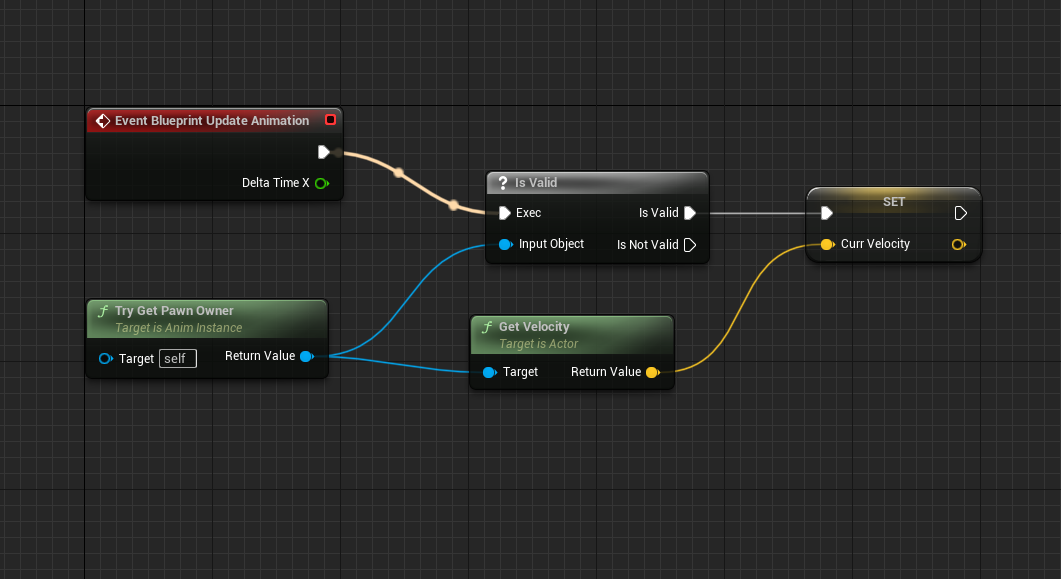 Event Blueprint Update Animation
Delta Time X
? Is Valid
Exec
Is Valid
Input Object
Is Not Valid
SET
Curr Velocity
f Try Get Pawn Owner
Target is Anim Instance
Target self
Return Value
f Get Velocity
Target is Actor
Target
Return Value